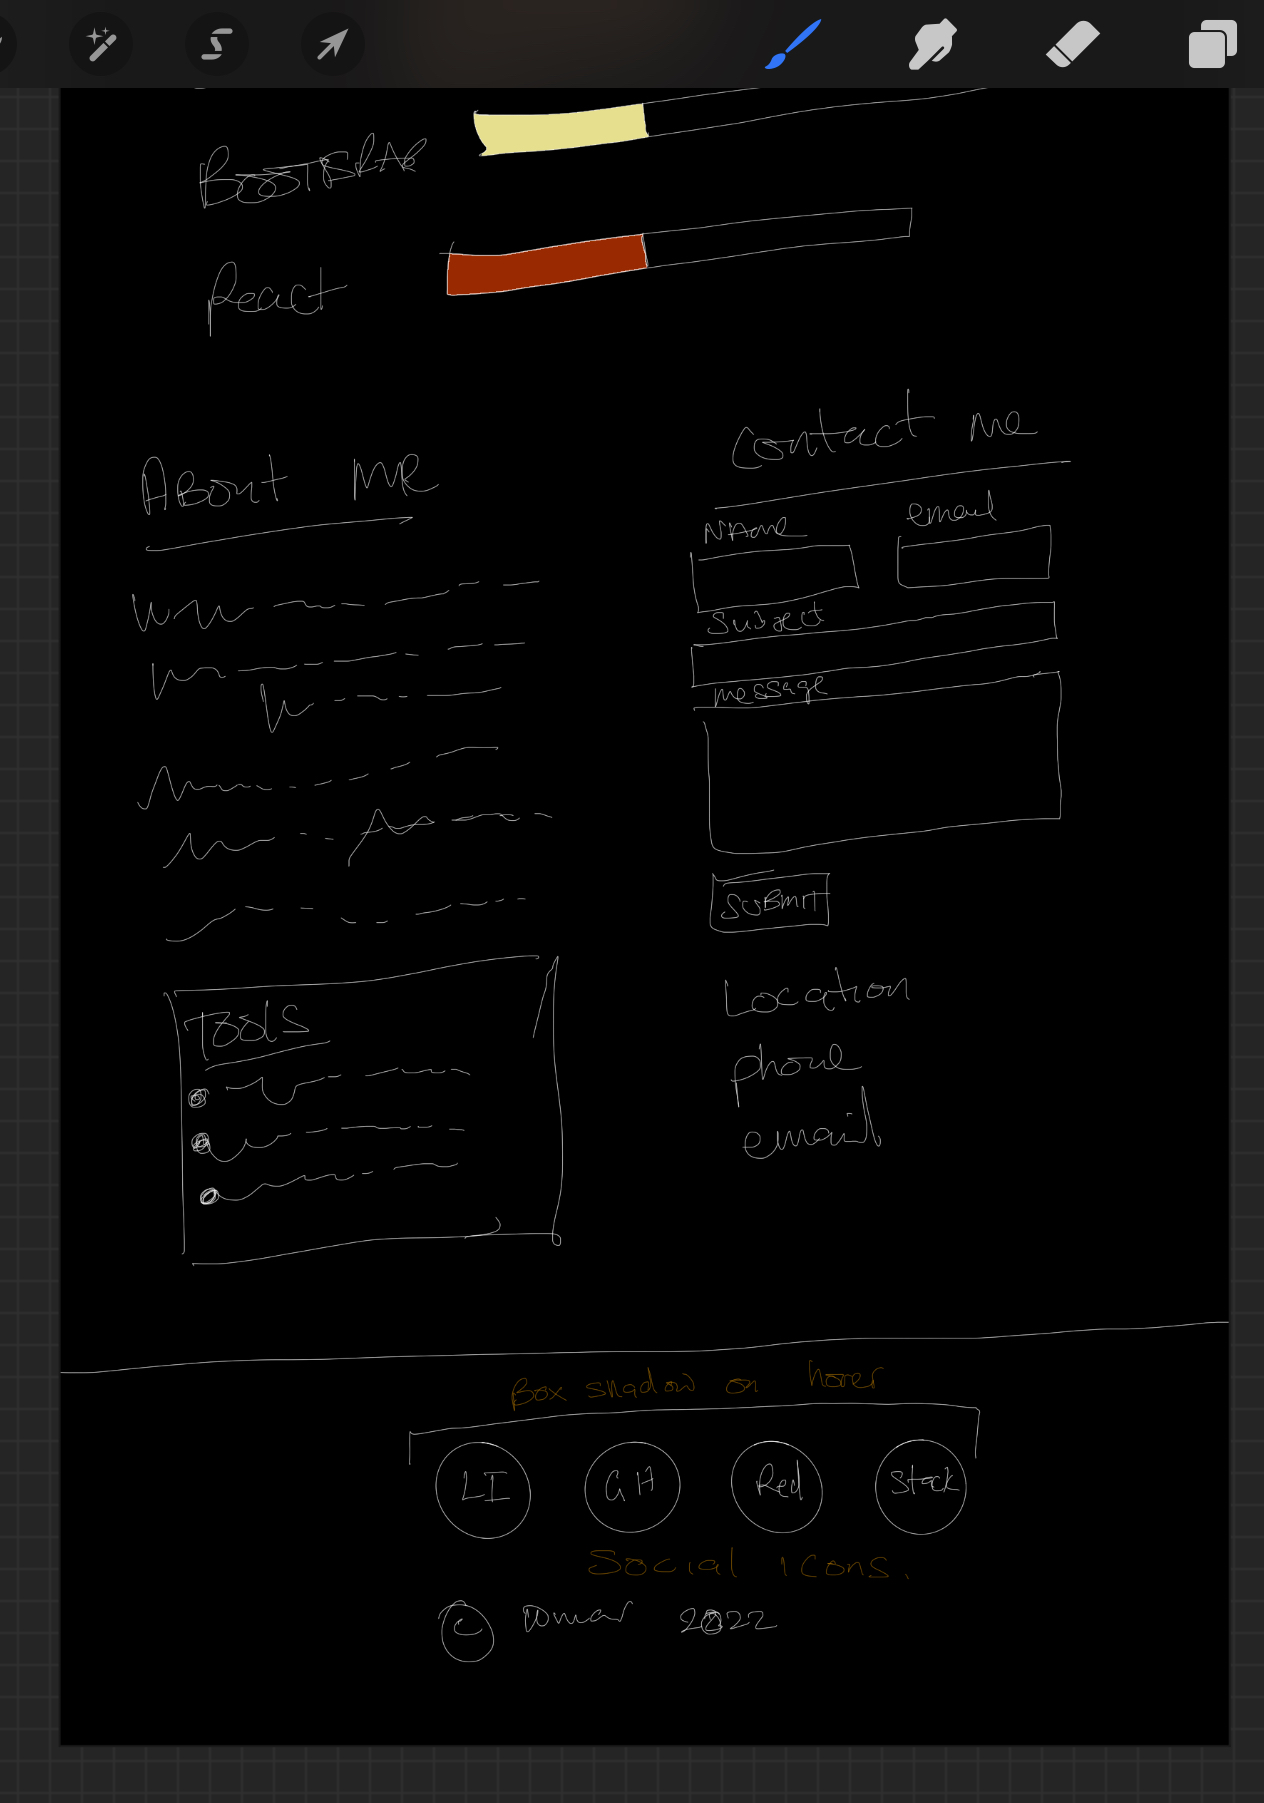 BOOTSRAP
React
ABout Me
Contact me
NAme
email
Subject
message
SUBMIT
TOOLS
Location
phone
email
Box shadow on hover
LI
GH
Red
Stack
Social icons.
© Omar 2022